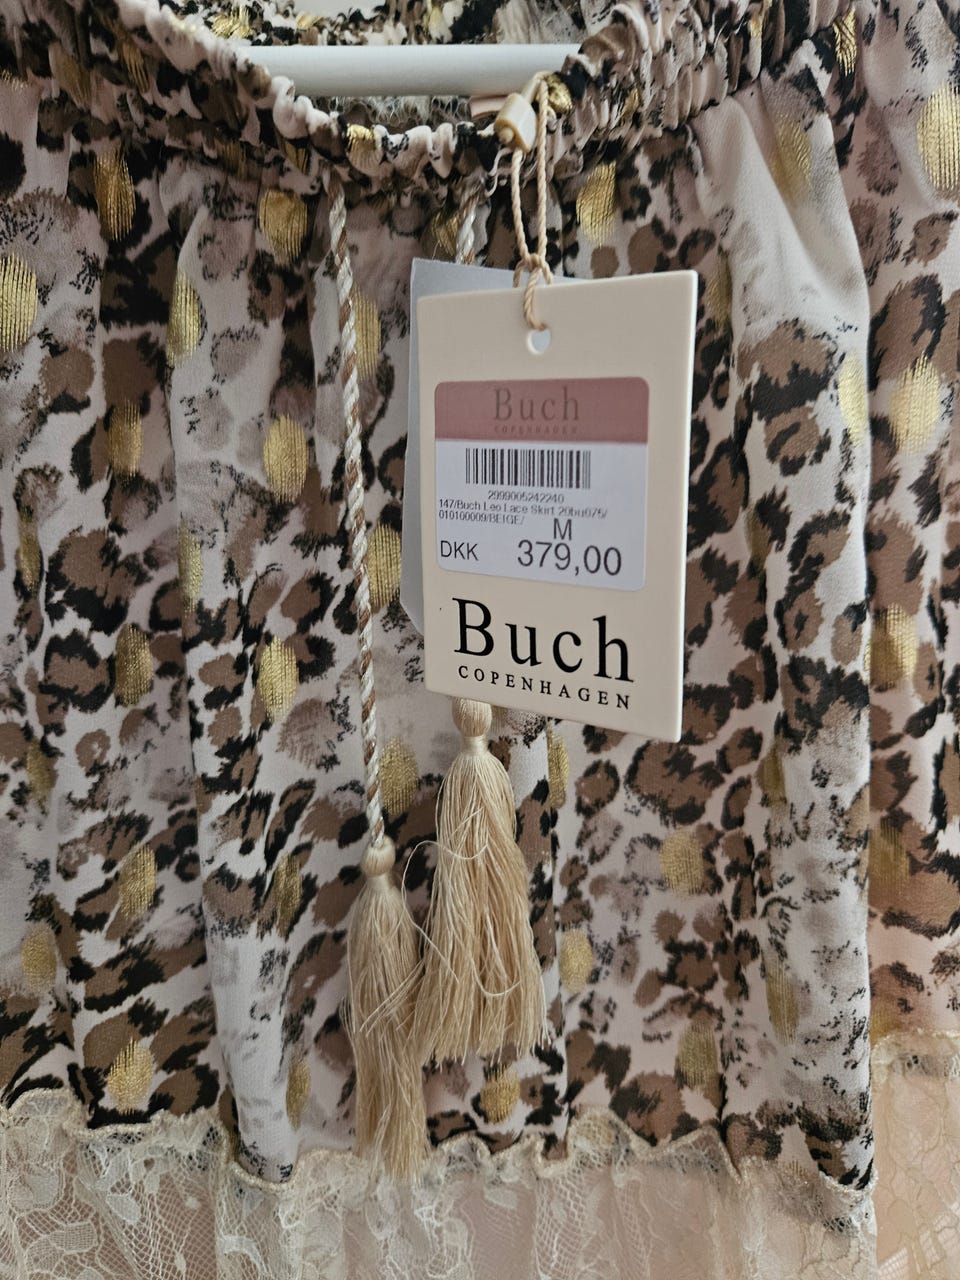 Buch
COPENHAGEN
2999005242240
147/Buch Leo Lace Skirt 20bu075/
010100009/BEIGE/
M
DKK 379,00
Buch
COPENHAGEN